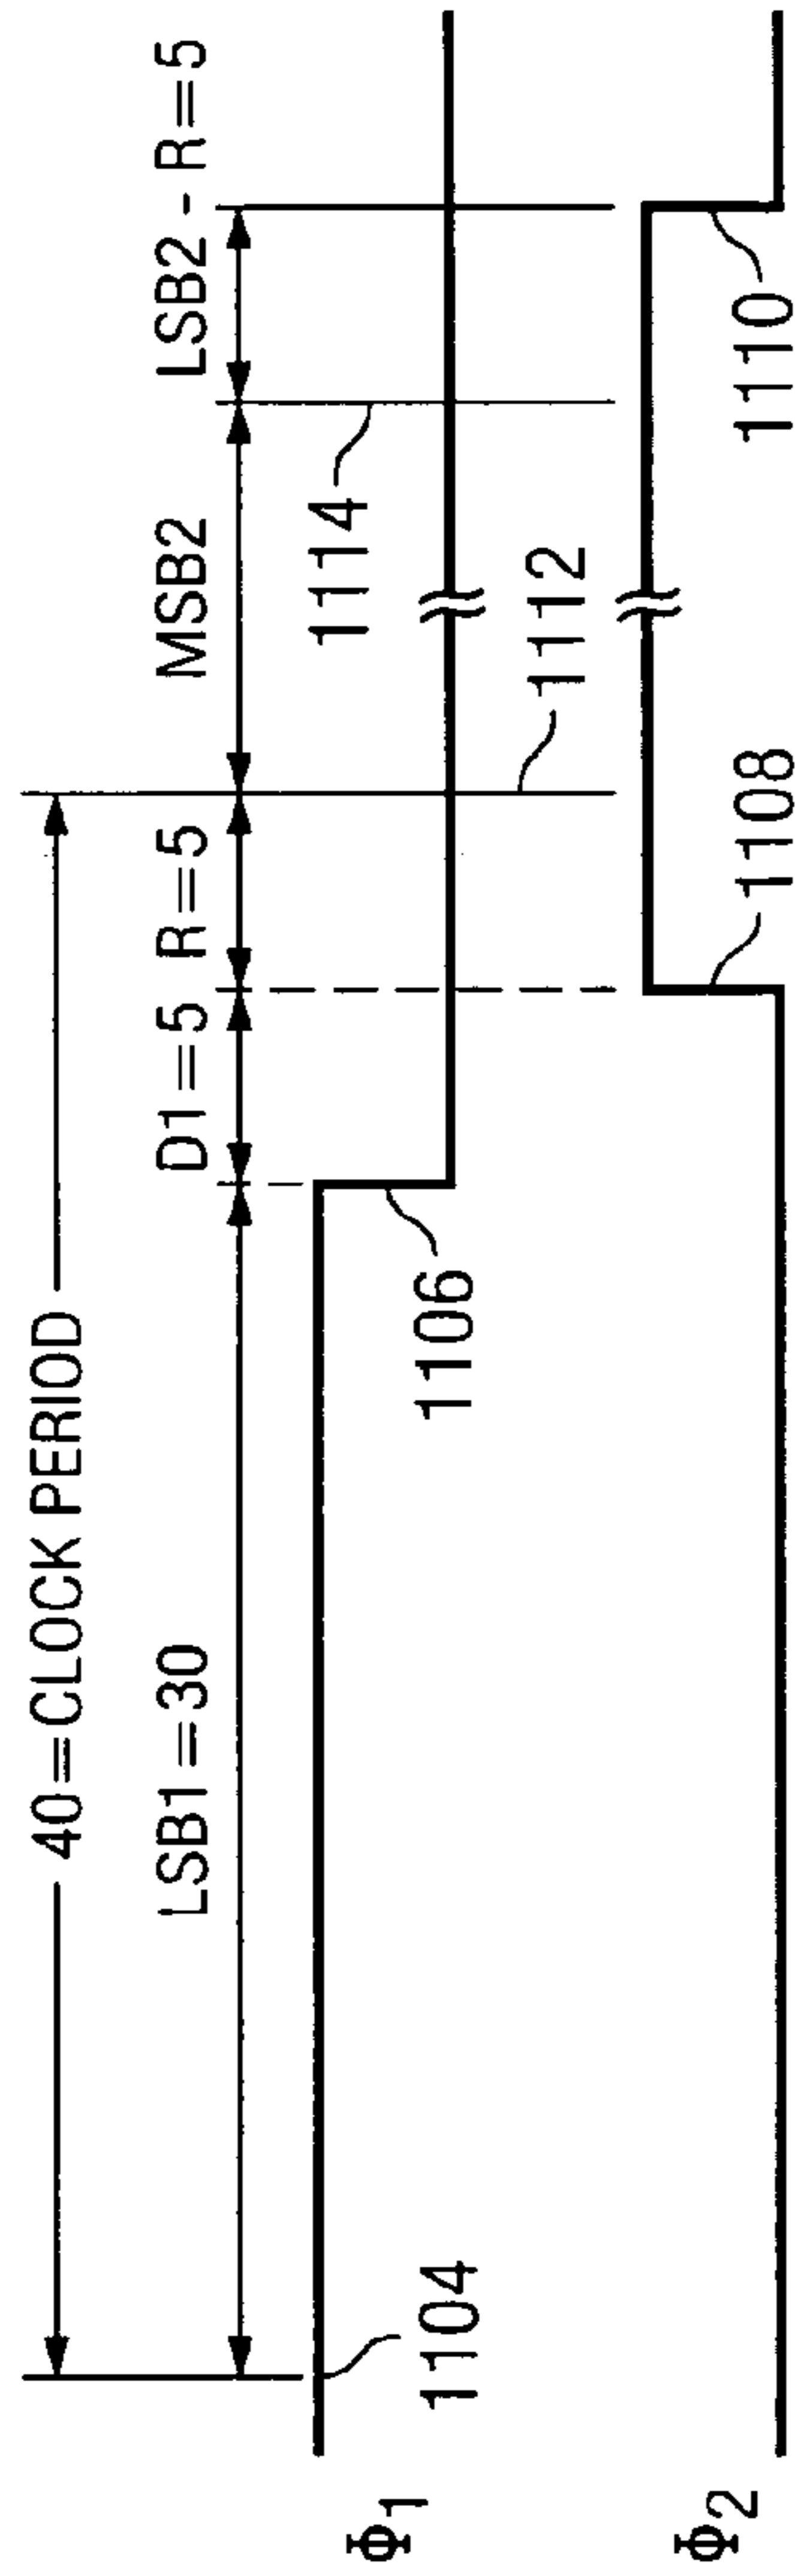 40=CLOCK PERIOD
LSB1=30
D1=5
R=5
MSB2
LSB2 - R=5
Φ1
1104
1106
1114
1112
Φ2
1108
1110